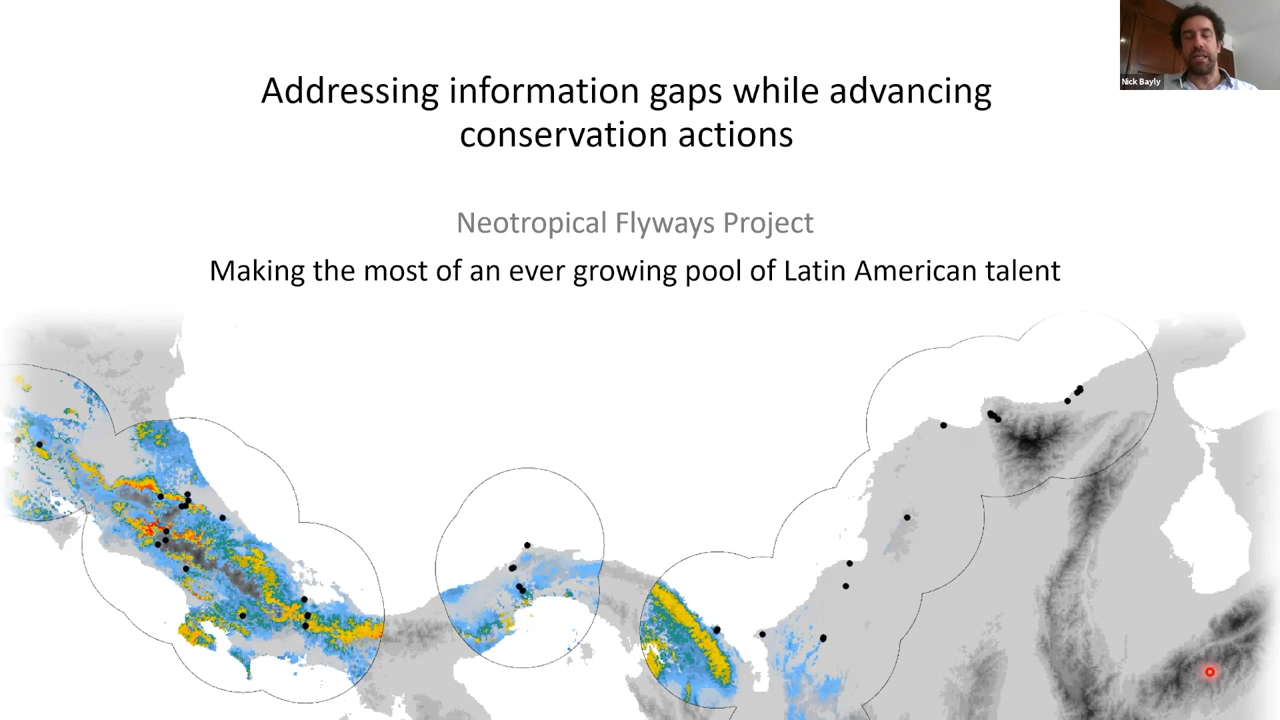 Nick Bayly
Addressing information gaps while advancing
conservation actions
Neotropical Flyways Project
Making the most of an ever growing pool of Latin American talent